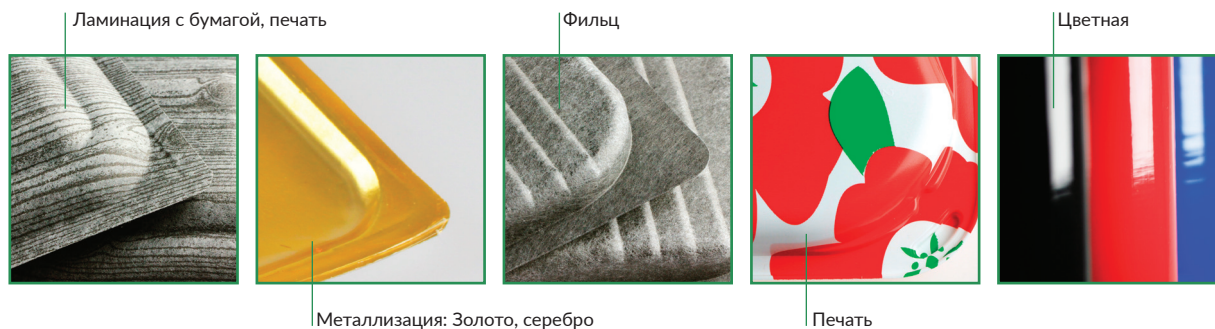 Ламинация с бумагой, печать
Фильц
Цветная
Металлизация: Золото, серебро
Печать